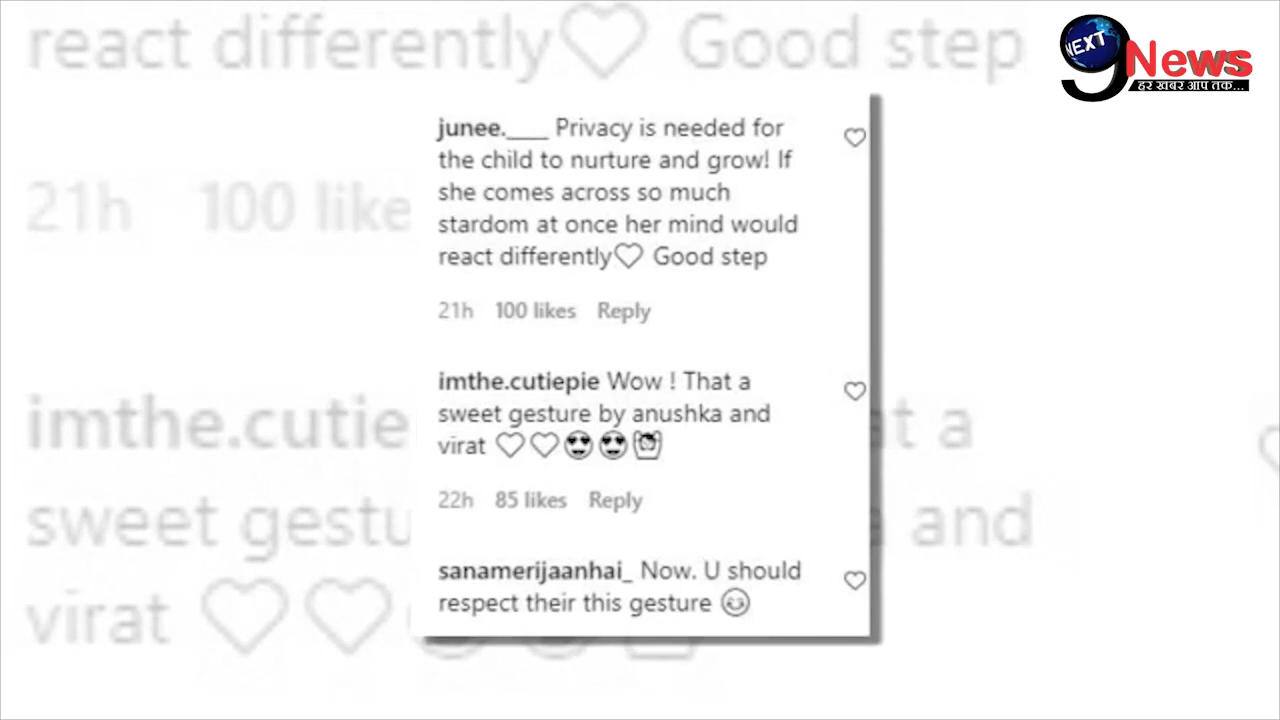 react differently♡ Good step
NEXT
9 News
हर खबर आप तक...
junee.____ Privacy is needed for
the child to nurture and grow! If
she comes across so much
stardom at once her mind would
react differently♡ Good step
21h 100 likes Reply
21h 100 like
imthe.cutiepie Wow ! That a
sweet gesture by anushka and
virat ♡♡😍😍
22h 85 likes Reply
imthe.cutie at a
sweet gestu and
virat ♡♡
sanamerijaanhai_ Now. U should
respect their this gesture 😊